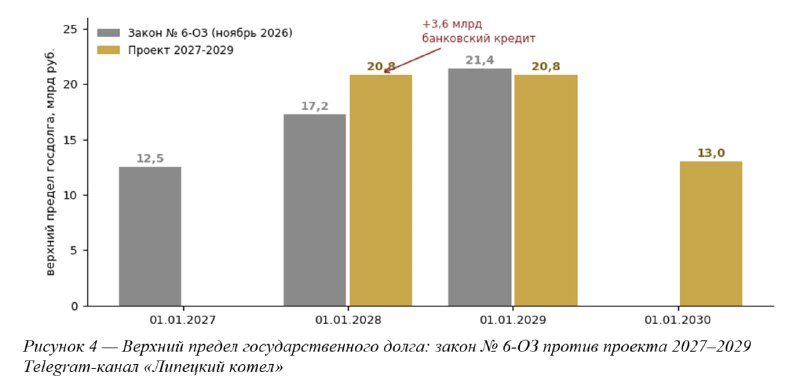 +3,6 млрд
банковский кредит
Закон № 6-ОЗ (ноябрь 2026)
Проект 2027-2029
верхний предел госдолга, млрд руб.
25
20
15
10
5
0
12,5
17,2
20,8
21,4
20,8
13,0
01.01.2027
01.01.2028
01.01.2029
01.01.2030
Рисунок 4 — Верхний предел государственного долга: закон № 6-ОЗ против проекта 2027–2029
Telegram-канал «Липецкий котел»